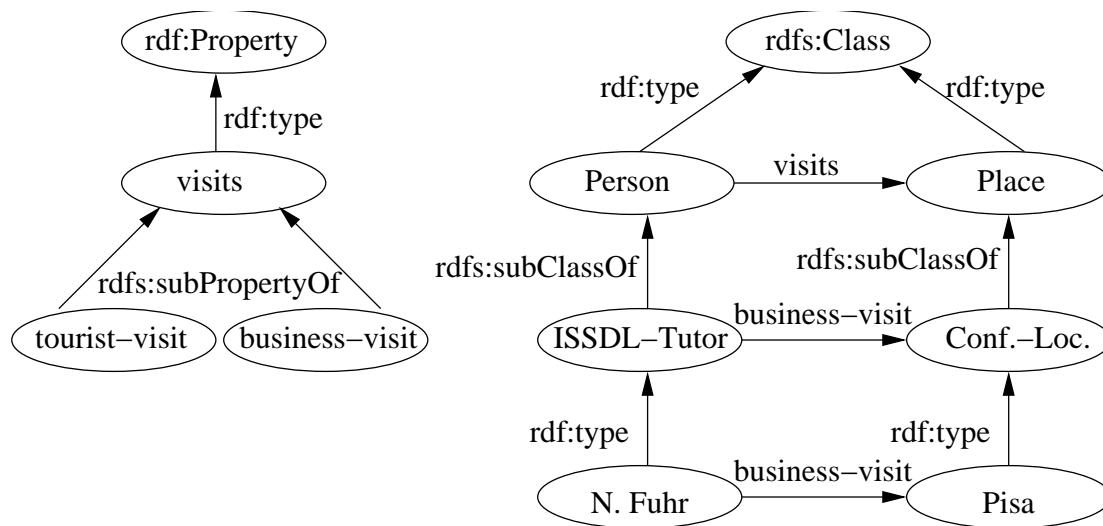 rdf:Property
rdf:type
visits
rdfs:subPropertyOf
tourist−visit
business−visit
rdfs:Class
rdf:type
rdf:type
Person
visits
Place
rdfs:subClassOf
rdfs:subClassOf
ISSDL−Tutor
business−visit
Conf.−Loc.
rdf:type
rdf:type
N. Fuhr
business−visit
Pisa